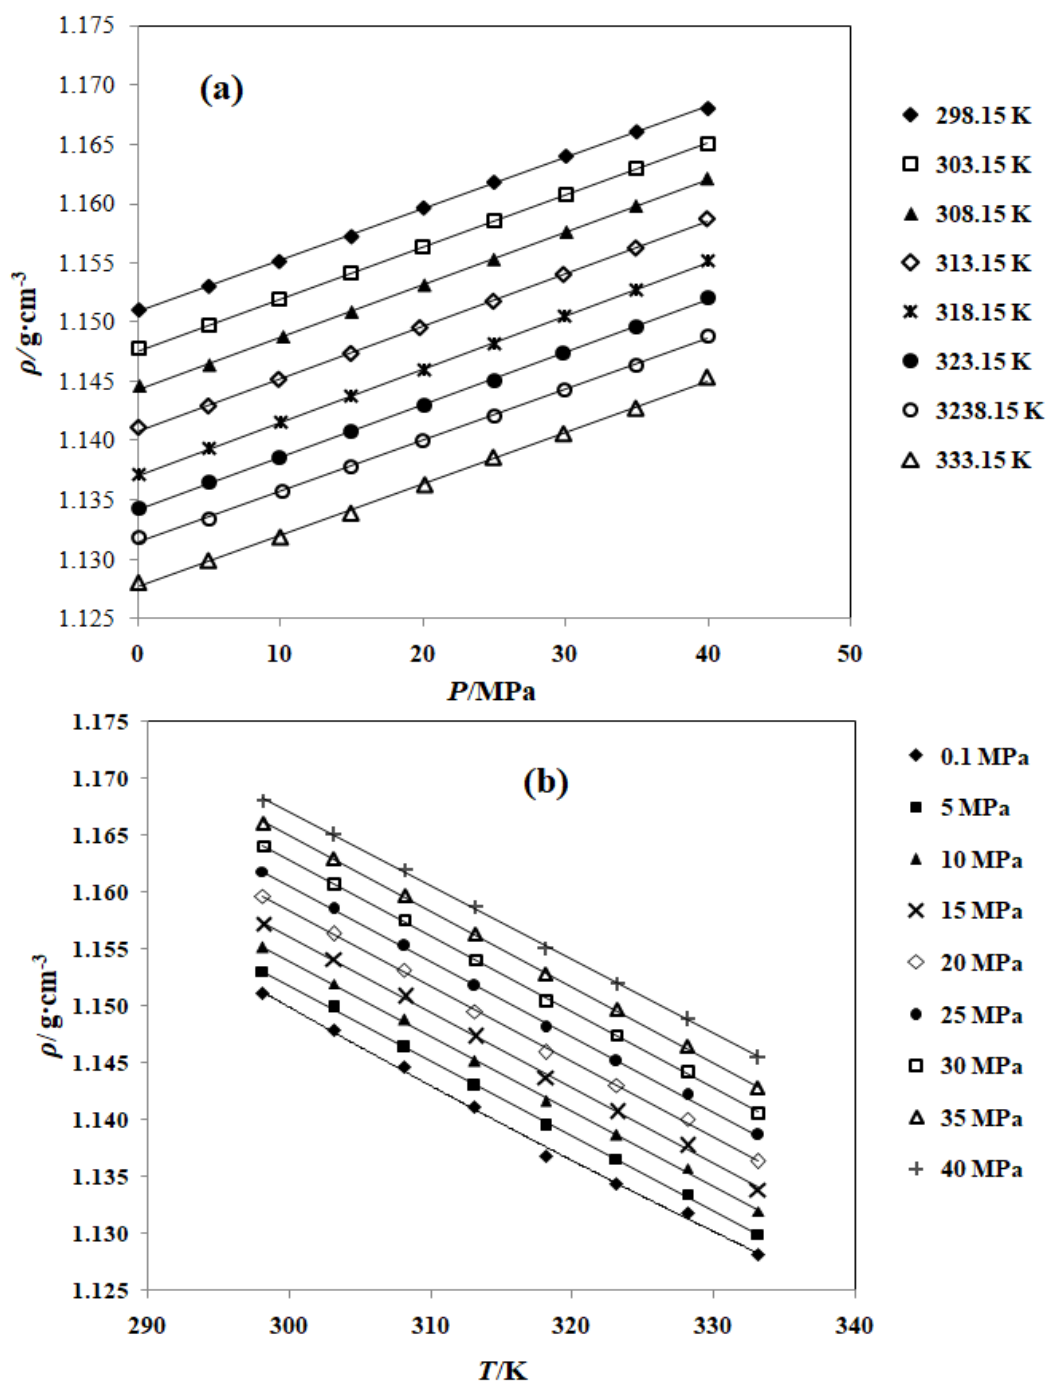 1.175
(a)
1.170
1.165
1.160
1.155
1.150
1.145
1.140
1.135
1.130
1.125
ρ/g·cm-3
0 10 20 30 40 50
P/MPa
298.15 K
303.15 K
308.15 K
313.15 K
318.15 K
323.15 K
3238.15 K
333.15 K
1.175
(b)
1.170
1.165
1.160
1.155
1.150
1.145
1.140
1.135
1.130
1.125
ρ/ g·cm-3
290 300 310 320 330 340
T/K
0.1 MPa
5 MPa
10 MPa
15 MPa
20 MPa
25 MPa
30 MPa
35 MPa
40 MPa